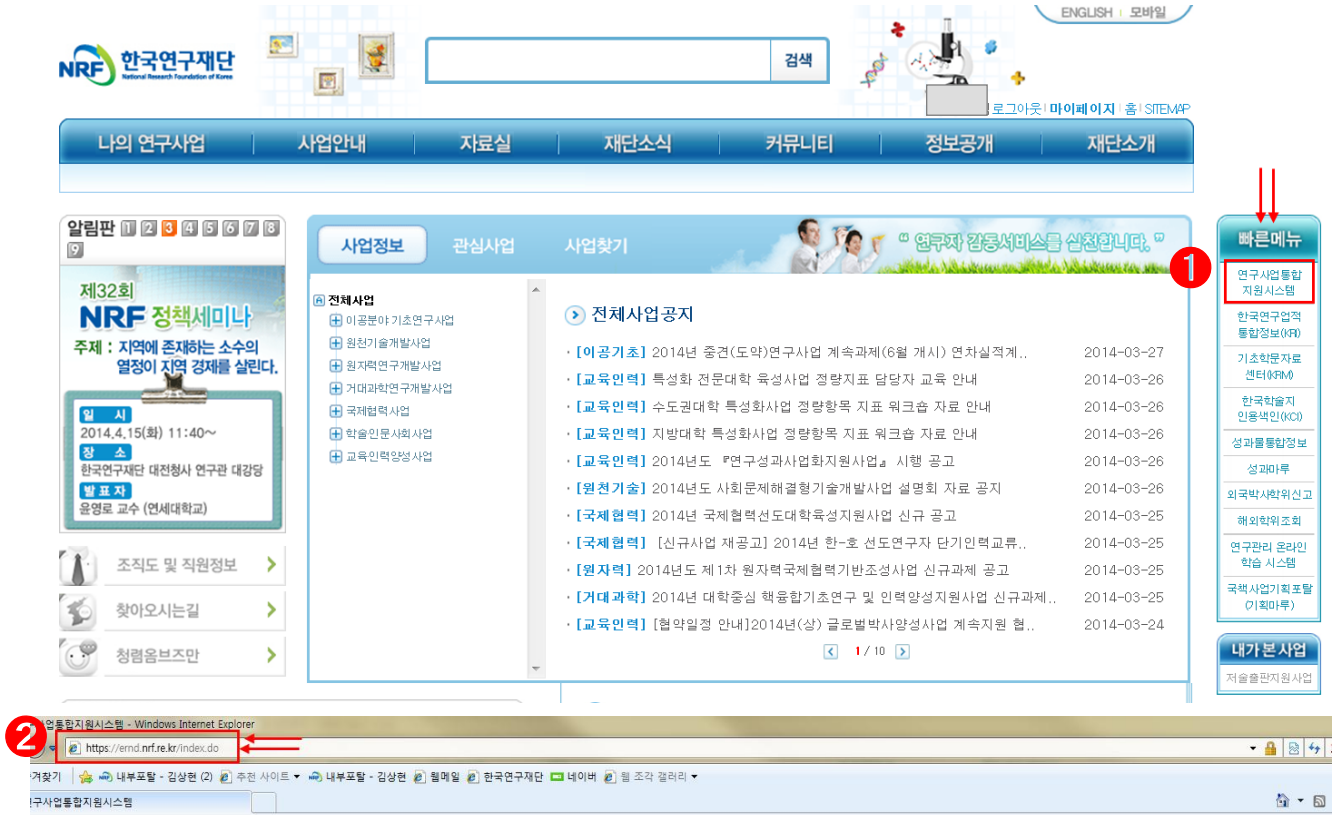 ENGLISH | 모바일
NRF 한국연구재단
National Research Foundation of Korea
검색
로그아웃 | 마이페이지 | 홈 | SITEMAP
나의 연구사업 사업안내 자료실 재단소식 커뮤니티 정보공개 재단소개
알림판 1 2 3 4 5 6 7 8
9
제32회
NRF 정책세미나
주제 : 지역에 존재하는 소수의
열정이 지역 경제를 살린다.
일 시
2014.4.15(화) 11:40~
장 소
한국연구재단 대전청사 연구관 대강당
발표자
윤영로 교수 (연세대학교)
조직도 및 직원정보
찾아오시는길
청렴옴브즈만
사업정보 관심사업 사업찾기
“ 연구자 감동서비스를 실천합니다. ”
전체사업
이공분야기초연구사업
원천기술개발사업
원자력연구개발사업
거대과학연구개발사업
국제협력사업
학술인문사회사업
교육인력양성사업
전체사업공지
· [이공기초] 2014년 중견(도약)연구사업 계속과제(6월 개시) 연차실적계.. 2014-03-27
· [교육인력] 특성화 전문대학 육성사업 정량지표 담당자 교육 안내 2014-03-26
· [교육인력] 수도권대학 특성화사업 정량항목 지표 워크숍 자료 안내 2014-03-26
· [교육인력] 지방대학 특성화사업 정량항목 지표 워크숍 자료 안내 2014-03-26
· [교육인력] 2014년도 『연구성과사업화지원사업』 시행 공고 2014-03-26
· [원천기술] 2014년도 사회문제해결형기술개발사업 설명회 자료 공지 2014-03-26
· [국제협력] 2014년 국제협력선도대학육성지원사업 신규 공고 2014-03-25
· [국제협력] [신규사업 재공고] 2014년 한-호 선도연구자 단기인력교류.. 2014-03-25
· [원자력] 2014년도 제1차 원자력국제협력기반조성사업 신규과제 공고 2014-03-25
· [거대과학] 2014년 대학중심 핵융합기초연구 및 인력양성지원사업 신규과제.. 2014-03-25
· [교육인력] [협약일정 안내]2014년(상) 글로벌박사양성사업 계속지원 협.. 2014-03-24
1 / 10
1
빠른메뉴
연구사업통합
지원시스템
한국연구업적
통합정보(KRI)
기초학문자료
센터(KRM)
한국학술지
인용색인(KCI)
성과물통합정보
성과마루
외국박사학위신고
해외학위조회
연구관리 온라인
학습 시스템
국책사업기획포탈
(기획마루)
내가본사업
저술출판지원사업
2
사업통합지원시스템 - Windows Internet Explorer
https://ernd.nrf.re.kr/index.do
겨찾기 내부포탈 - 김상현 (2) 추천 사이트 내부포탈 - 김상현 웹메일 한국연구재단 네이버 웹 조각 갤러리
구사업통합지원시스템